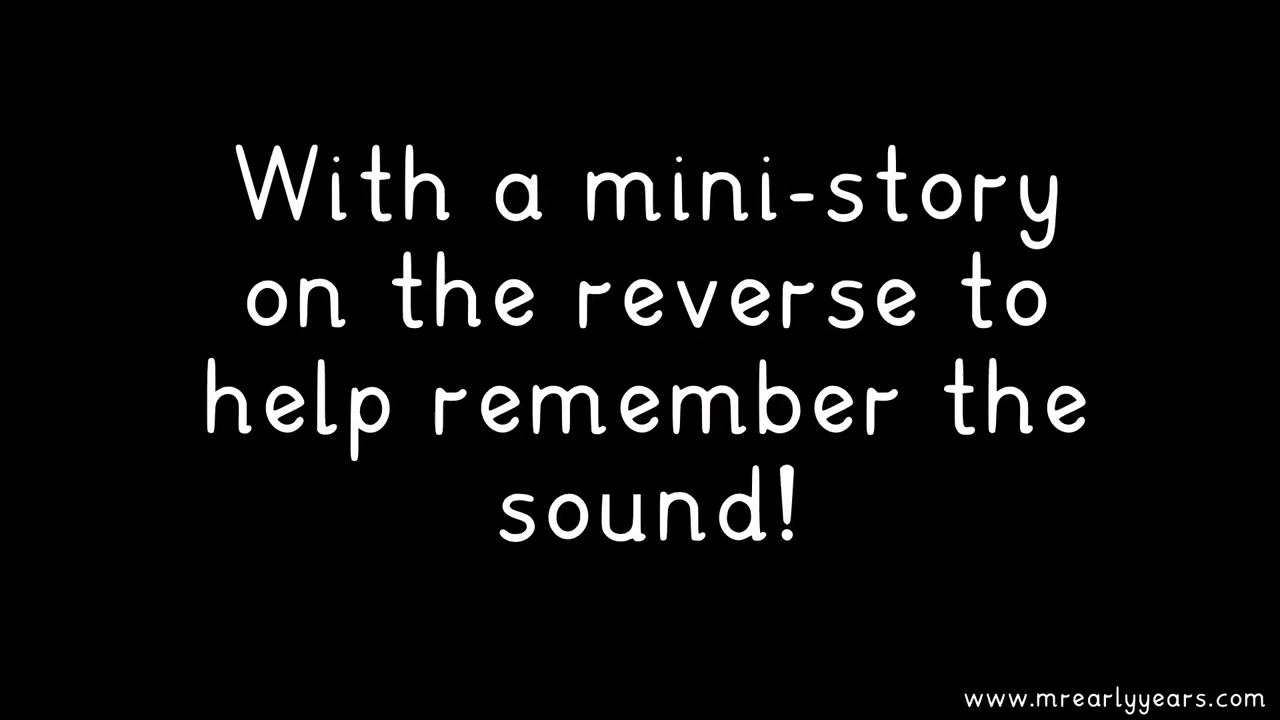 With a mini-story
on the reverse to
help remember the
sound!
www.mrearlyyears.com